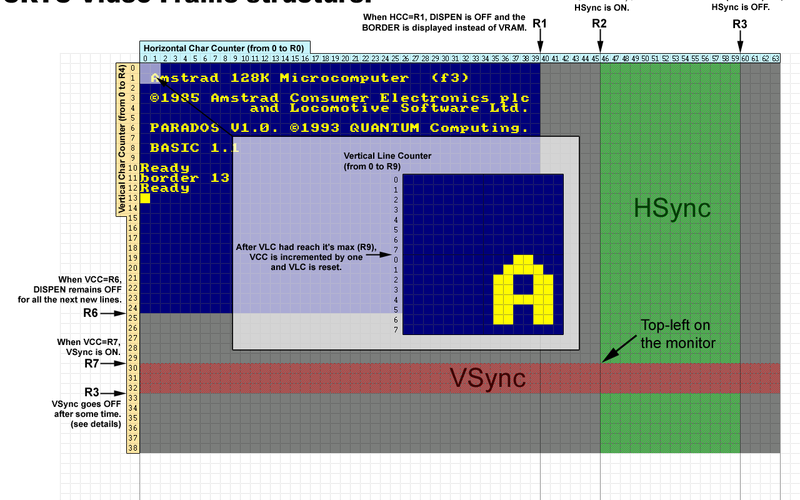 CRTC Video Frame structure.
HSync is ON.
HSync is OFF.
When HCC=R1, DISPEN is OFF and the
BORDER is displayed instead of VRAM.
R1
R2
R3
Horizontal Char Counter (from 0 to R0)
0 1 2 3 4 5 6 7 8 9 10 11 12 13 14 15 16 17 18 19 20 21 22 23 24 25 26 27 28 29 30 31 32 33 34 35 36 37 38 39 40 41 42 43 44 45 46 47 48 49 50 51 52 53 54 55 56 57 58 59 60 61 62 63
Vertical Char Counter (from 0 to R4)
0
1
2
3
4
5
6
7
8
9
10
11
12
13
14
15
16
17
18
19
20
21
22
23
24
25
26
27
28
29
30
31
32
33
34
35
36
37
38
Amstrad 128K Microcomputer (f3)
©1985 Amstrad Consumer Electronics plc
and Locomotive Software Ltd.
PARADOS V1.0. ©1993 QUANTUM Computing.
BASIC 1.1
Ready
border 13
Ready
Vertical Line Counter
(from 0 to R9)
0
1
2
3
4
5
6
7
0
1
2
3
4
5
6
7
After VLC had reach it's max (R9),
VCC is incremented by one
and VLC is reset.
A
HSync
Top-left on
the monitor
VSync
When VCC=R6,
DISPEN remains OFF
for all the next new lines.
R6
When VCC=R7,
VSync is ON.
R7
R3
VSync goes OFF
after some time.
(see details)